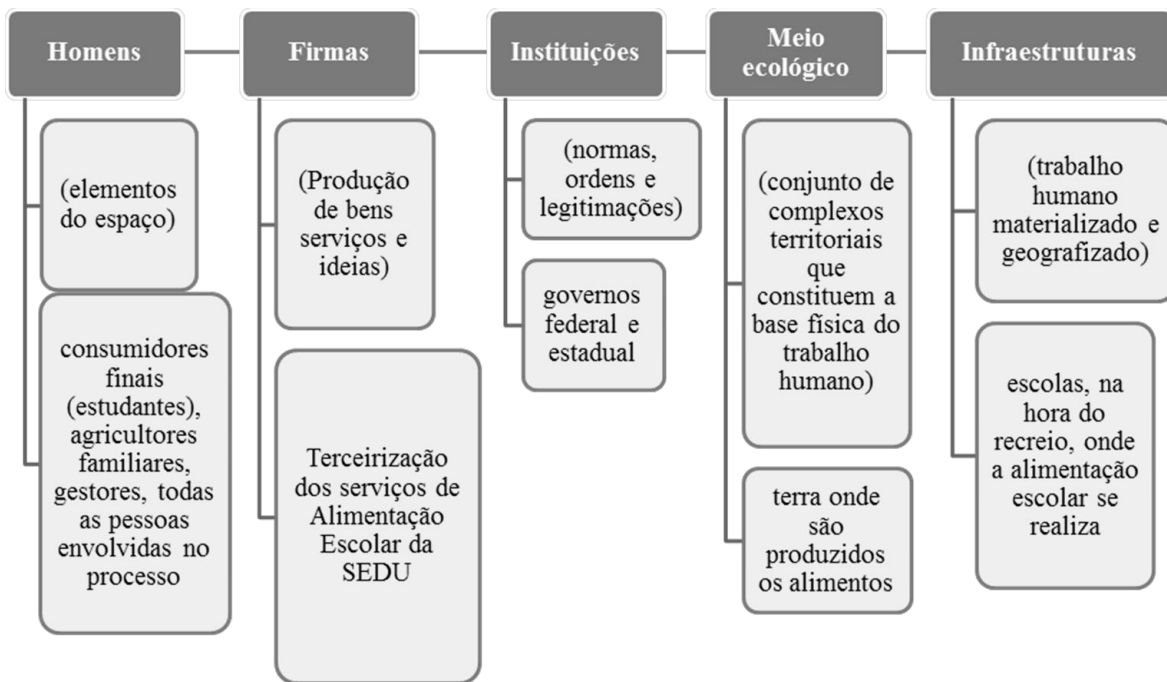 Homens
Firmas
Instituições
Meio
ecológico
Infraestruturas
(elementos
do espaço)
consumidores
finais
(estudantes),
agricultores
familiares,
gestores, todas
as pessoas
envolvidas no
processo
(Produção
de bens
serviços e
ideias)
Terceirização
dos serviços de
Alimentação
Escolar da
SEDU
(normas,
ordens e
legitimações)
governos
federal e
estadual
(conjunto de
complexos
territoriais
que
constituem a
base física do
trabalho
humano)
terra onde
são
produzidos
os alimentos
(trabalho
humano
materializado e
geografizado)
escolas, na
hora do
recreio, onde
a alimentação
escolar se
realiza